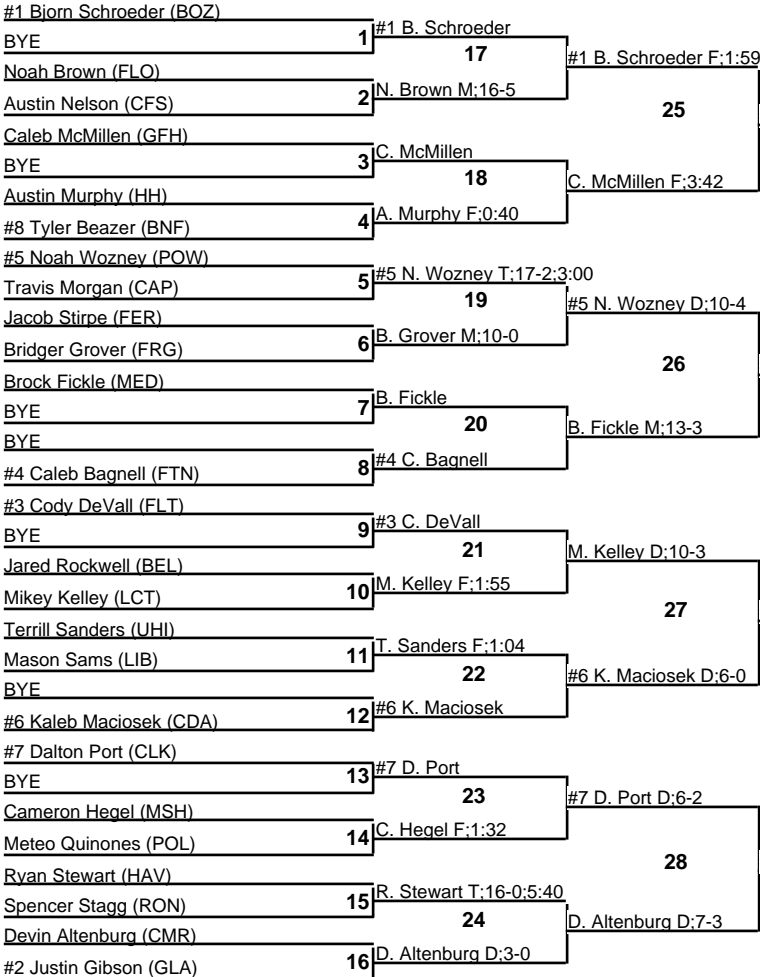 #1 Bjorn Schroeder (BOZ)
BYE
1
#1 B. Schroeder
17
#1 B. Schroeder F;1:59
Noah Brown (FLO)
Austin Nelson (CFS)
2
N. Brown M;16-5
25
Caleb McMillen (GFH)
BYE
3
C. McMillen
18
C. McMillen F;3:42
Austin Murphy (HH)
#8 Tyler Beazer (BNF)
4
A. Murphy F;0:40
#5 Noah Wozney (POW)
Travis Morgan (CAP)
5
#5 N. Wozney T;17-2;3:00
19
#5 N. Wozney D;10-4
Jacob Stirpe (FER)
Bridger Grover (FRG)
6
B. Grover M;10-0
26
Brock Fickle (MED)
BYE
7
B. Fickle
20
B. Fickle M;13-3
BYE
#4 Caleb Bagnell (FTN)
8
#4 C. Bagnell
#3 Cody DeVall (FLT)
BYE
9
#3 C. DeVall
21
M. Kelley D;10-3
Jared Rockwell (BEL)
Mikey Kelley (LCT)
10
M. Kelley F;1:55
27
Terrill Sanders (UHI)
Mason Sams (LIB)
11
T. Sanders F;1:04
22
#6 K. Maciosek D;6-0
BYE
#6 Kaleb Maciosek (CDA)
12
#6 K. Maciosek
#7 Dalton Port (CLK)
BYE
13
#7 D. Port
23
#7 D. Port D;6-2
Cameron Hegel (MSH)
Meteo Quinones (POL)
14
C. Hegel F;1:32
28
Ryan Stewart (HAV)
Spencer Stagg (RON)
15
R. Stewart T;16-0;5:40
24
D. Altenburg D;7-3
Devin Altenburg (CMR)
#2 Justin Gibson (GLA)
16
D. Altenburg D;3-0